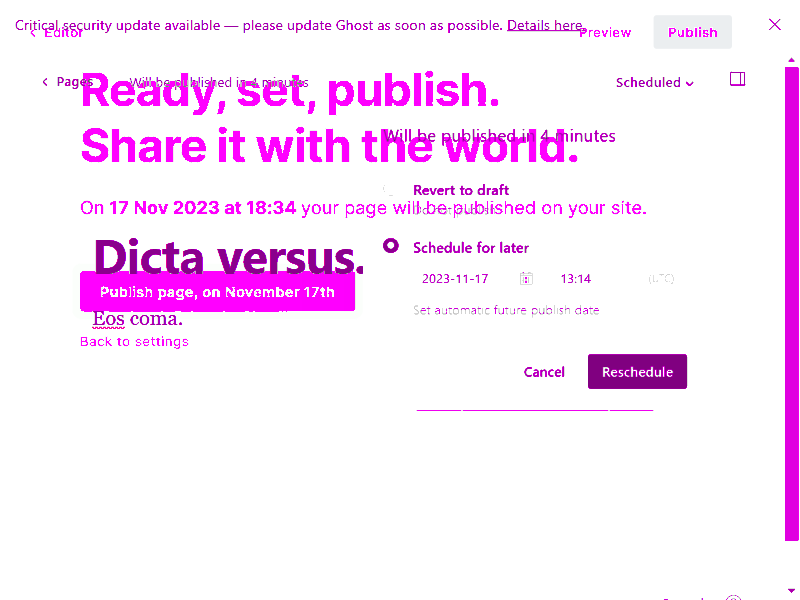 Critical security update available — please update Ghost as soon as possible. Details here.
Editor
Preview
Publish
Pages
Will be published in 4 minutes
Scheduled
Ready, set, publish.
Share it with the world.
Will be published in 4 minutes
Revert to draft
On 17 Nov 2023 at 18:34 your page will be published on your site.
Dicta versus.
Schedule for later
2023-11-17
13:14
(UTC)
Publish page, on November 17th
Set automatic future publish date
Eos coma.
Back to settings
Cancel
Reschedule